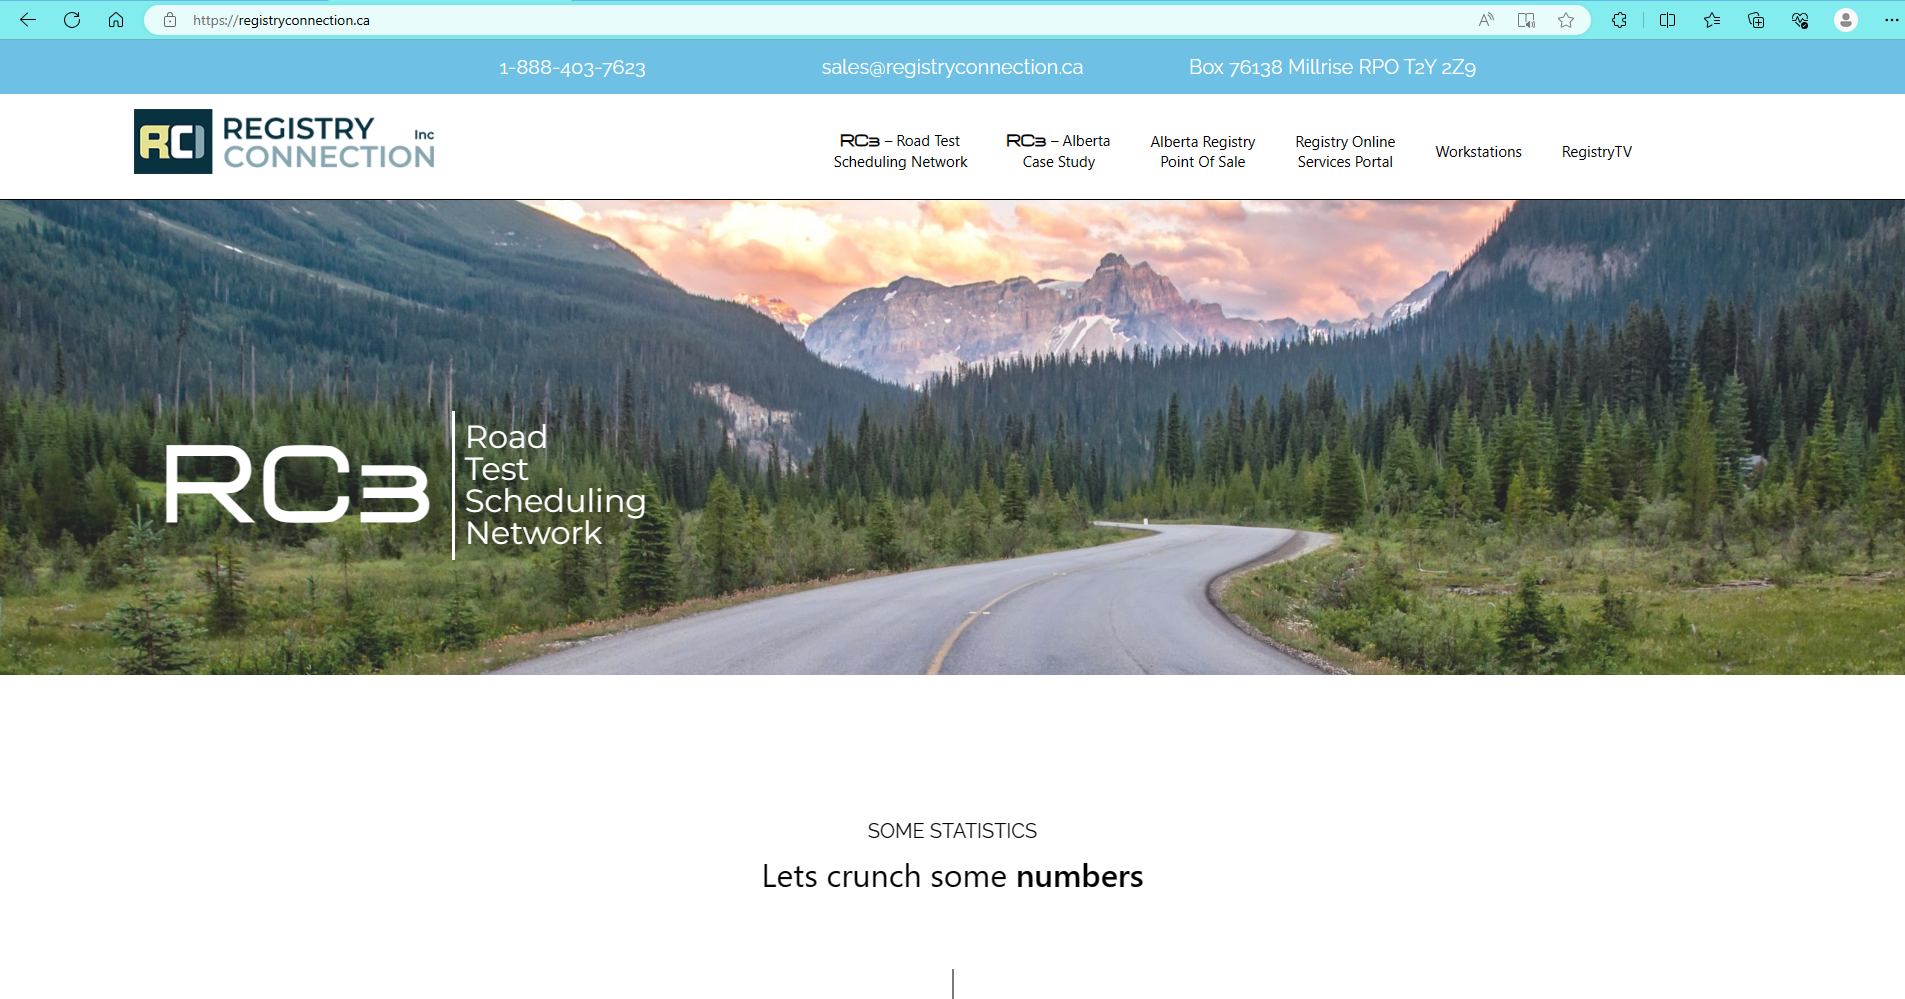 https://registryconnection.ca
1-888-403-7623
sales@registryconnection.ca
Box 76138 Millrise RPO T2Y 2Z9
RCI
REGISTRY
CONNECTION
Inc
RC3 – Road Test
Scheduling Network
RC3 – Alberta
Case Study
Alberta Registry
Point Of Sale
Registry Online
Services Portal
Workstations
RegistryTV
RC3
Road
Test
Scheduling
Network
SOME STATISTICS
Lets crunch some numbers